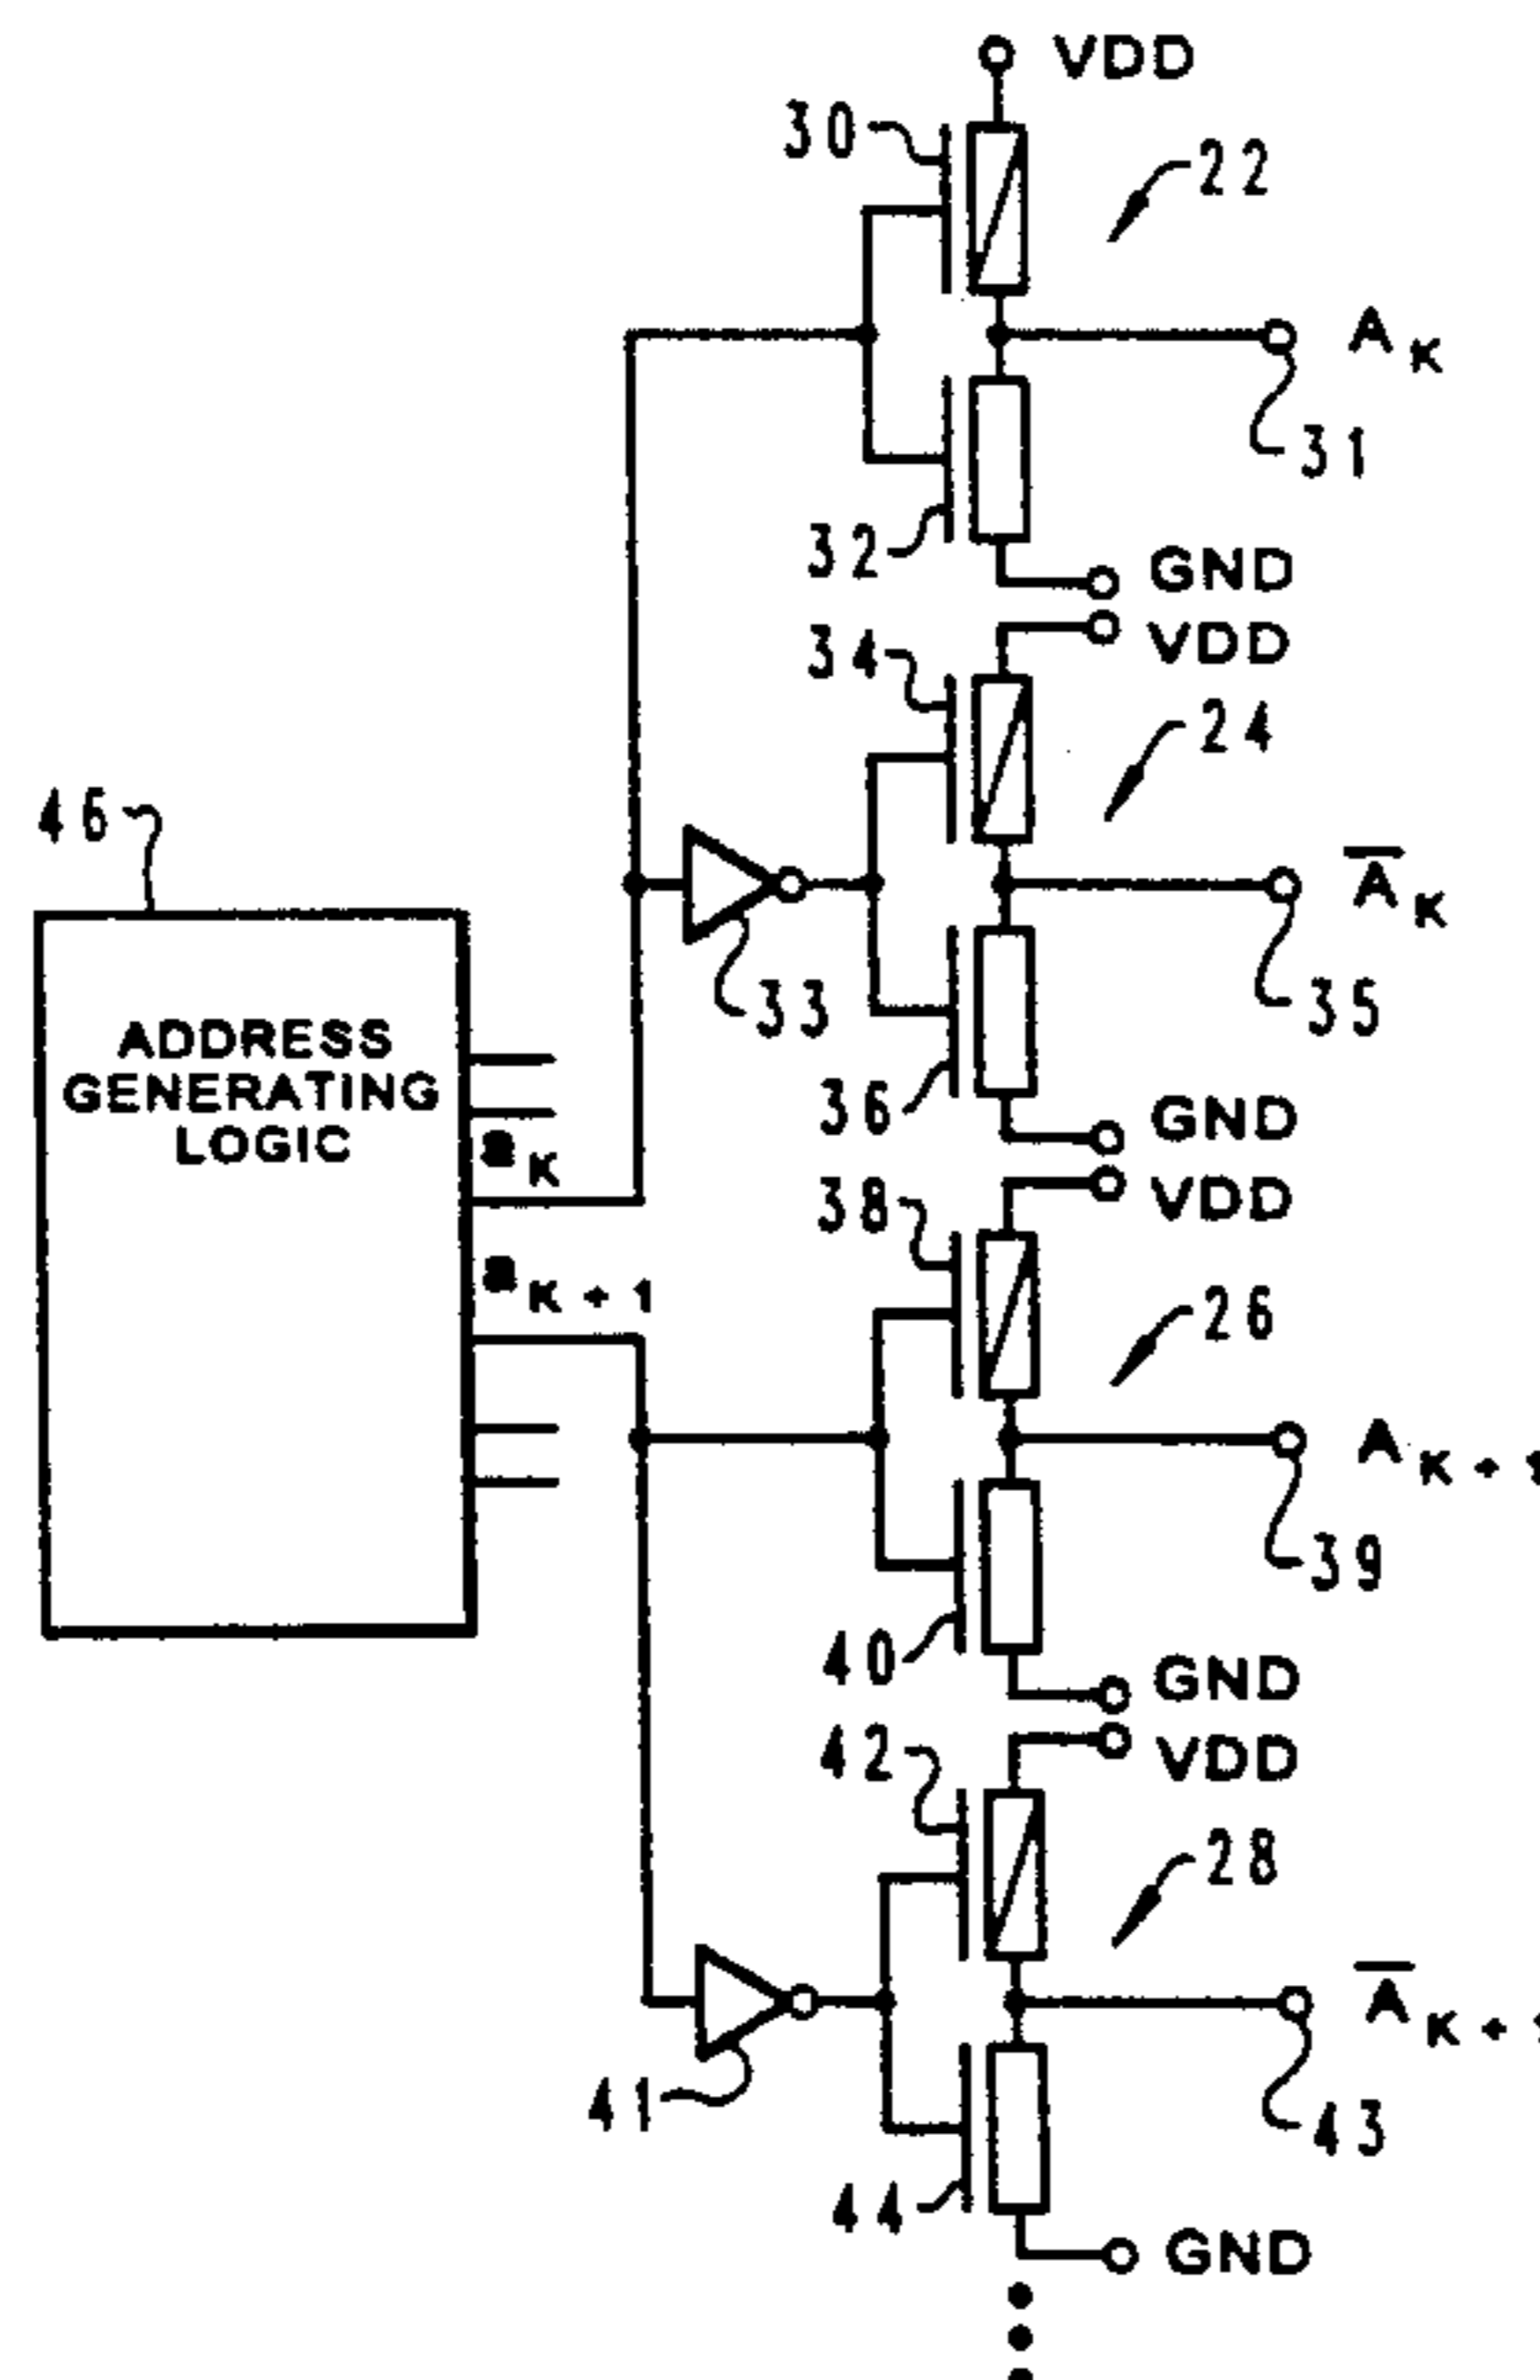 VDD
30
22
A K
31
32
GND
34
VDD
24
46
A̅ K
33
35
ADDRESS
GENERATING
LOGIC
36
GND
K
38
VDD
K + 1
26
A K + 1
39
40
GND
42
VDD
28
A̅ K +
41
43
44
GND